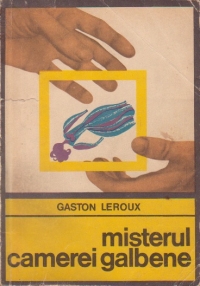 GASTON LEROUX
misterul
camerei galbene